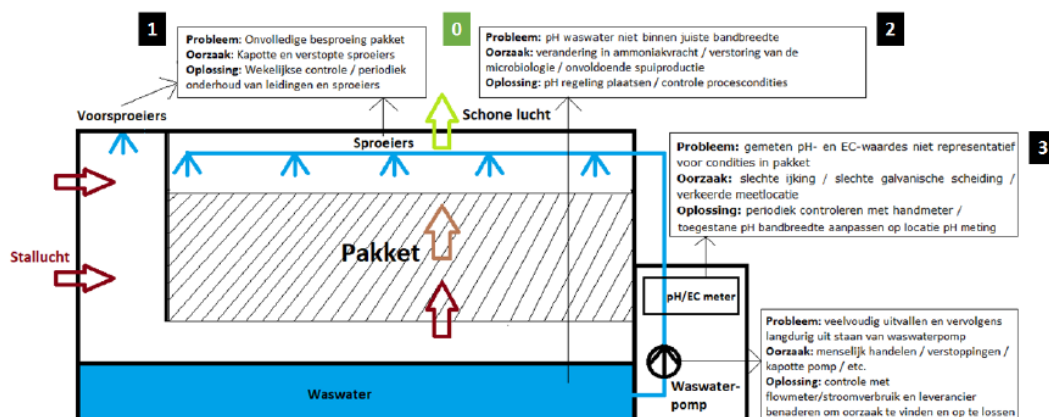 1
Probleem: Onvolledige besproeing pakket
Oorzaak: Kapotte en verstopte sproeiers
Oplossing: Wekelijkse controle / periodiek
onderhoud van leidingen en sproeiers
0
Probleem: pH waswater niet binnen juiste bandbreedte
Oorzaak: verandering in ammoniakvracht / verstoring van de
microbiologie / onvoldoende spuiproductie
Oplossing: pH regeling plaatsen / controle procescondities
2
Voorsproeiers
Schone lucht
Sproeiers
Probleem: gemeten pH- en EC-waardes niet representatief
voor condities in pakket
Oorzaak: slechte ijking / slechte galvanische scheiding /
verkeerde meetlocatie
Oplossing: periodiek controleren met handmeter /
toegestane pH bandbreedte aanpassen op locatie pH meting
3
Stallucht
Pakket
pH/EC meter
Probleem: veelvoudig uitvallen en vervolgens
langdurig uit staan van waswaterpomp
Oorzaak: menselijk handelen / verstoppingen /
kapotte pomp / etc.
Oplossing: controle met
flowmeter/stroomverbruik en leverancier
benaderen om oorzaak te vinden en op te lossen
Waswater
Waswater-
pomp